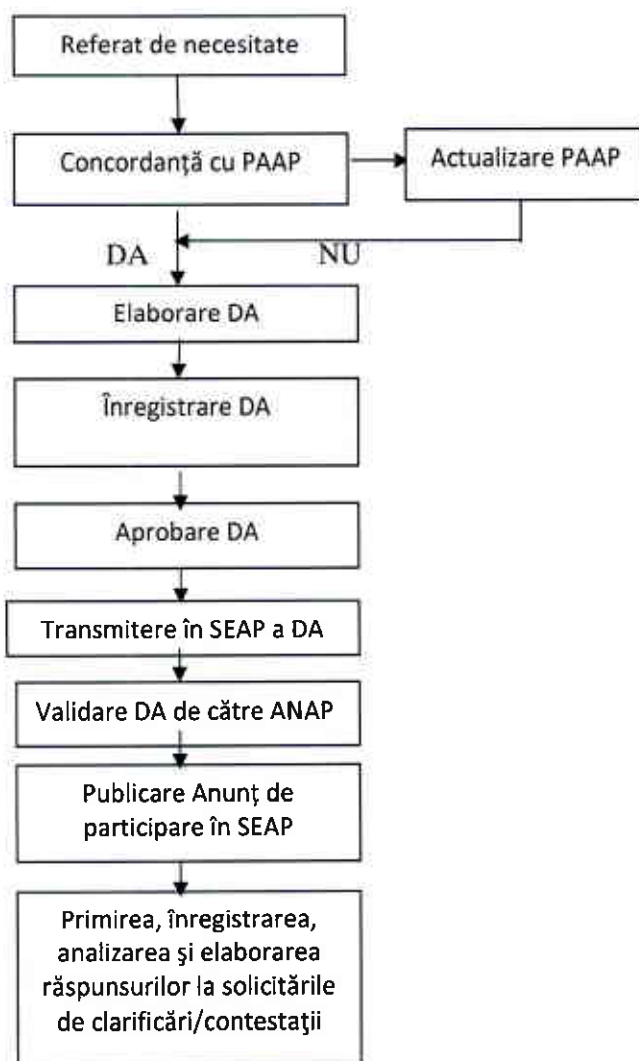 Referat de necesitate
Concordanţă cu PAAP
Actualizare PAAP
DA
NU
Elaborare DA
Înregistrare DA
Aprobare DA
Transmitere în SEAP a DA
Validare DA de către ANAP
Publicare Anunţ de
participare în SEAP
Primirea, înregistrarea,
analizarea şi elaborarea
răspunsurilor la solicitările
de clarificări/contestaţii